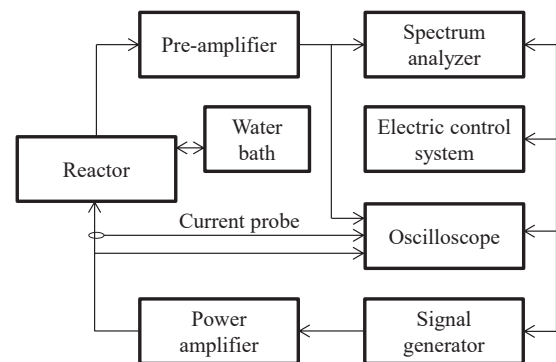 Pre-amplifier
Spectrum
analyzer
Water
bath
Electric control
system
Reactor
Current probe
Oscilloscope
Power
amplifier
Signal
generator